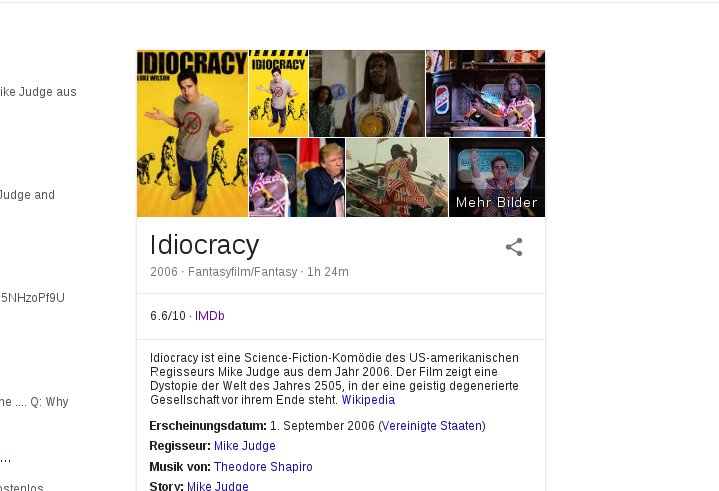 IDIOCRACY
LUKE WILSON
IDIOCRACY
ike Judge aus
Judge and
5NHzoPf9U
ne .... Q: Why
...
ostenlos
Mehr Bilder
Idiocracy
2006 · Fantasyfilm/Fantasy · 1h 24m
6.6/10 · IMDb
Idiocracy ist eine Science-Fiction-Komödie des US-amerikanischen
Regisseurs Mike Judge aus dem Jahr 2006. Der Film zeigt eine
Dystopie der Welt des Jahres 2505, in der eine geistig degenerierte
Gesellschaft vor ihrem Ende steht. Wikipedia
Erscheinungsdatum: 1. September 2006 (Vereinigte Staaten)
Regisseur: Mike Judge
Musik von: Theodore Shapiro
Story: Mike Judge